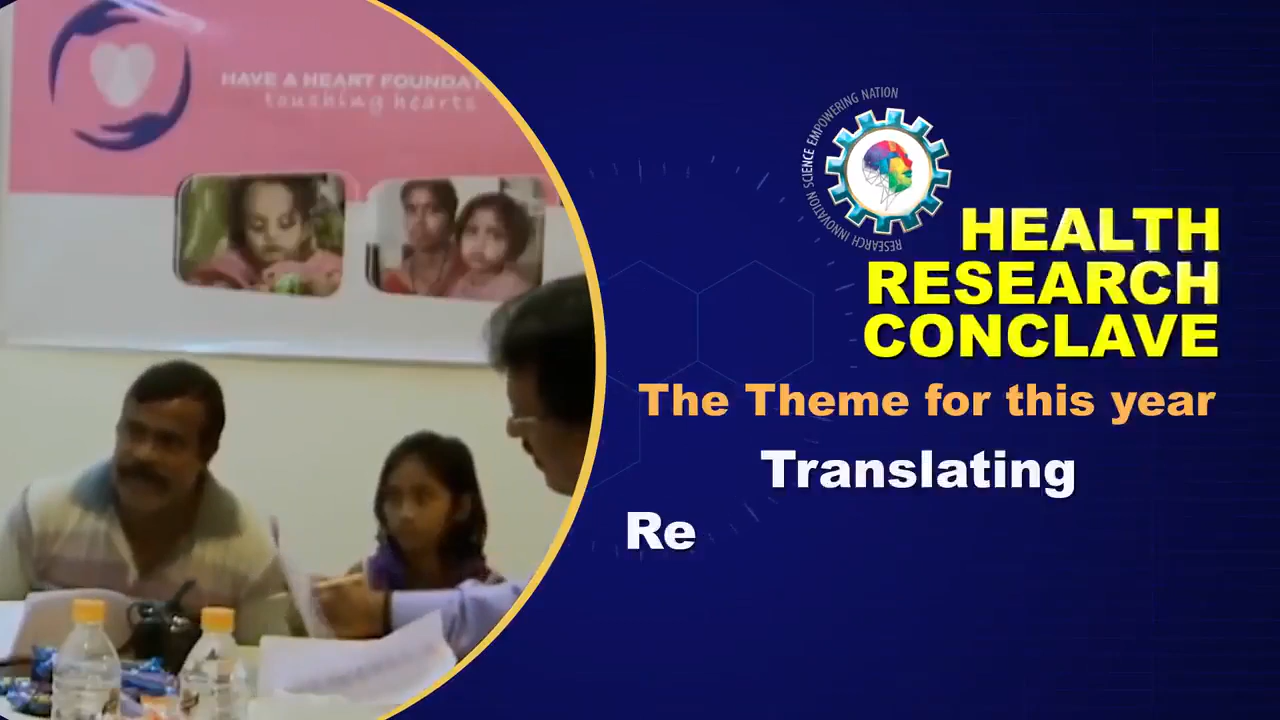 HAVE A HEART FOUNDAT
touching hearts
RESEARCH INNOVATION SCIENCE EMPOWERING NATION
HEALTH
RESEARCH
CONCLAVE
The Theme for this year
Translating
Re